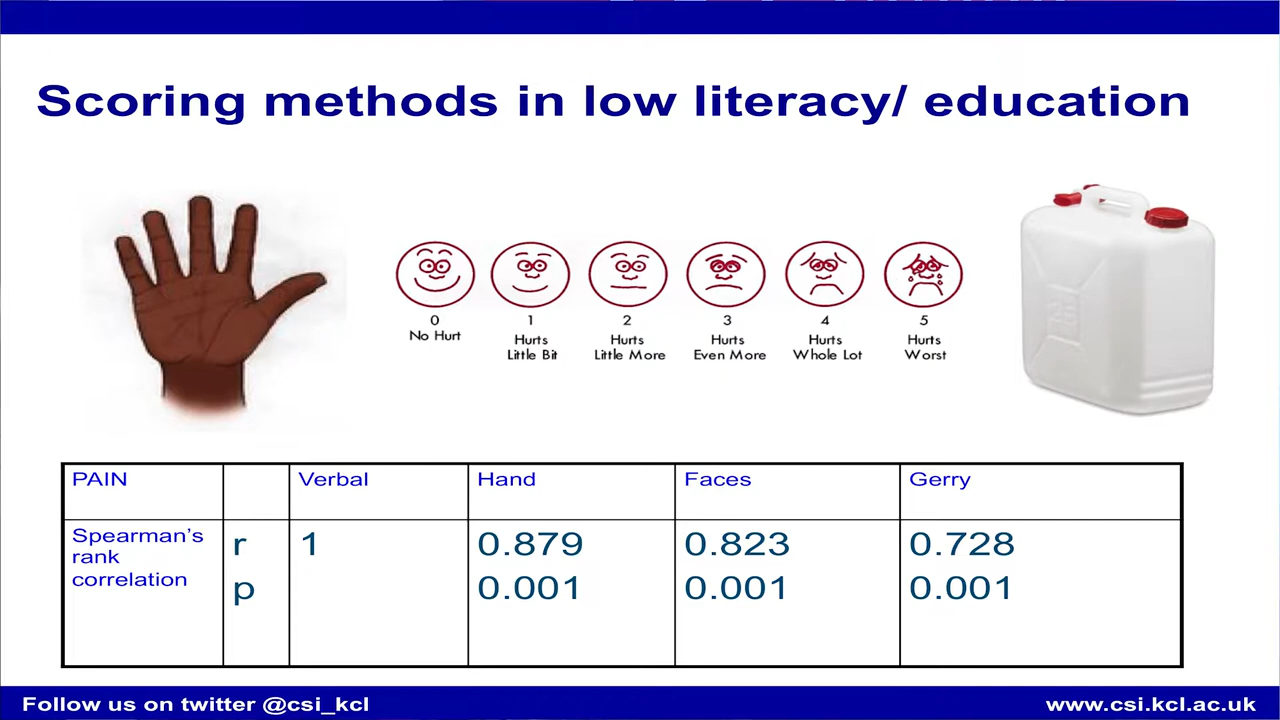 Scoring methods in low literacy/ education
0 1 2 3 4 5
No Hurt Hurts Hurts Hurts Hurts Hurts
Little Bit Little More Even More Whole Lot Worst
PAIN Verbal Hand Faces Gerry
Spearman's
rank
correlation
r 1 0.879 0.823 0.728
p 0.001 0.001 0.001
Follow us on twitter @csi_kcl www.csi.kcl.ac.uk